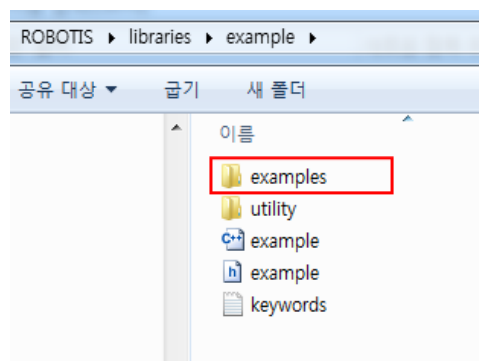 ROBOTIS ▸ libraries ▸ example ▸
공유 대상 ▼ 굽기 새 폴더
이름
examples
utility
C++ example
h example
keywords